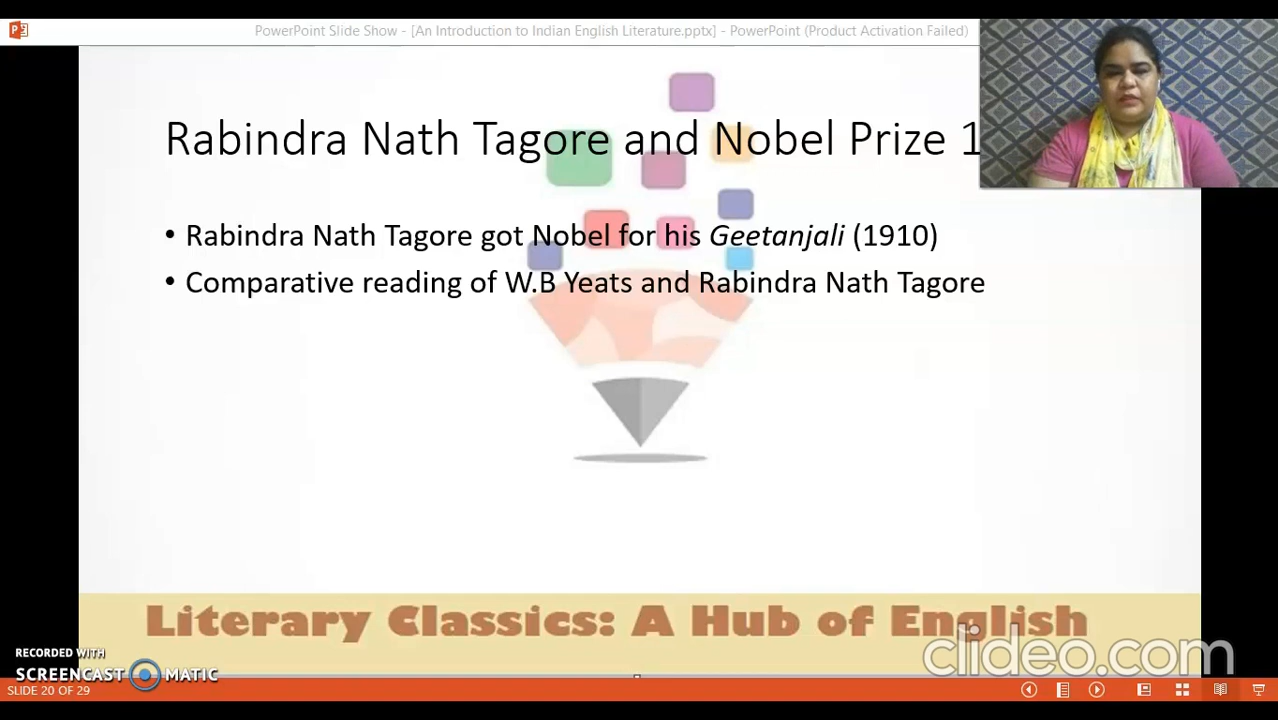 PowerPoint Slide Show - [An Introduction to Indian English Literature.pptx] - PowerPoint (Product Activation Failed)
Rabindra Nath Tagore and Nobel Prize 1
• Rabindra Nath Tagore got Nobel for his Geetanjali (1910)
• Comparative reading of W.B Yeats and Rabindra Nath Tagore
Literary Classics: A Hub of English
clideo.com
RECORDED WITH
SCREENCAST MATIC
SLIDE 20 OF 29